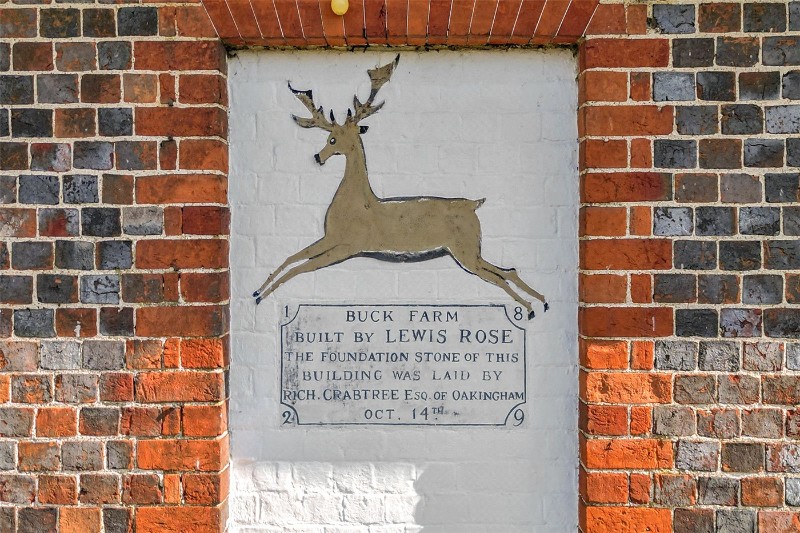 1 8
BUCK FARM
BUILT BY LEWIS ROSE
THE FOUNDATION STONE OF THIS
BUILDING WAS LAID BY
RICH. CRABTREE ESQ. OF OAKINGHAM
OCT. 14TH
2 9